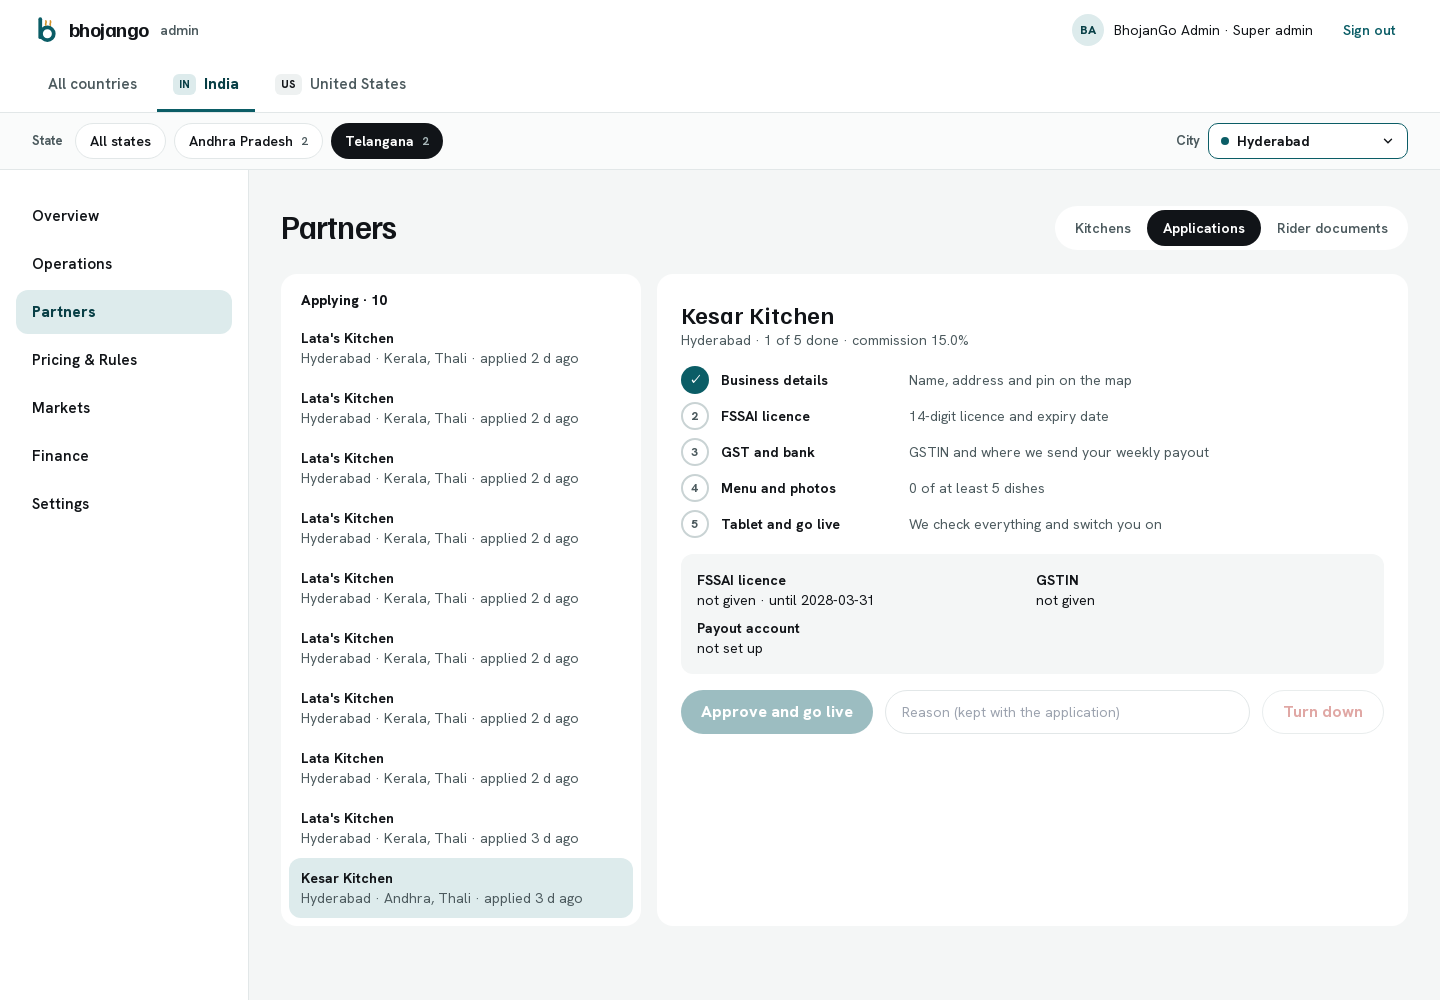 bhojango admin
BA BhojanGo Admin · Super admin
Sign out
All countries
IN India
US United States
State
All states
Andhra Pradesh 2
Telangana 2
City
Hyderabad
Overview
Operations
Partners
Pricing & Rules
Markets
Finance
Settings
Partners
Kitchens
Applications
Rider documents
Applying · 10
Lata's Kitchen
Hyderabad · Kerala, Thali · applied 2 d ago
Lata's Kitchen
Hyderabad · Kerala, Thali · applied 2 d ago
Lata's Kitchen
Hyderabad · Kerala, Thali · applied 2 d ago
Lata's Kitchen
Hyderabad · Kerala, Thali · applied 2 d ago
Lata's Kitchen
Hyderabad · Kerala, Thali · applied 2 d ago
Lata's Kitchen
Hyderabad · Kerala, Thali · applied 2 d ago
Lata's Kitchen
Hyderabad · Kerala, Thali · applied 2 d ago
Lata Kitchen
Hyderabad · Kerala, Thali · applied 2 d ago
Lata's Kitchen
Hyderabad · Kerala, Thali · applied 3 d ago
Kesar Kitchen
Hyderabad · Andhra, Thali · applied 3 d ago
Kesar Kitchen
Hyderabad · 1 of 5 done · commission 15.0%
✓ Business details Name, address and pin on the map
2 FSSAI licence 14-digit licence and expiry date
3 GST and bank GSTIN and where we send your weekly payout
4 Menu and photos 0 of at least 5 dishes
5 Tablet and go live We check everything and switch you on
FSSAI licence
not given · until 2028-03-31
GSTIN
not given
Payout account
not set up
Approve and go live
Reason (kept with the application)
Turn down